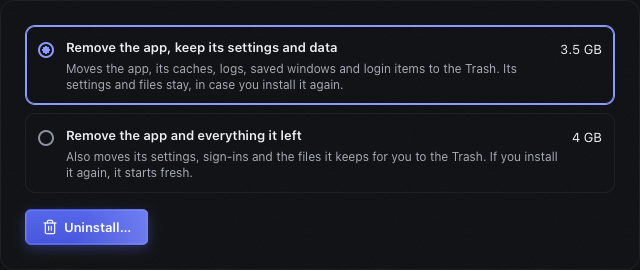 Remove the app, keep its settings and data
3.5 GB
Moves the app, its caches, logs, saved windows and login items to the Trash. Its
settings and files stay, in case you install it again.
Remove the app and everything it left
4 GB
Also moves its settings, sign-ins and the files it keeps for you to the Trash. If you install
it again, it starts fresh.
Uninstall...